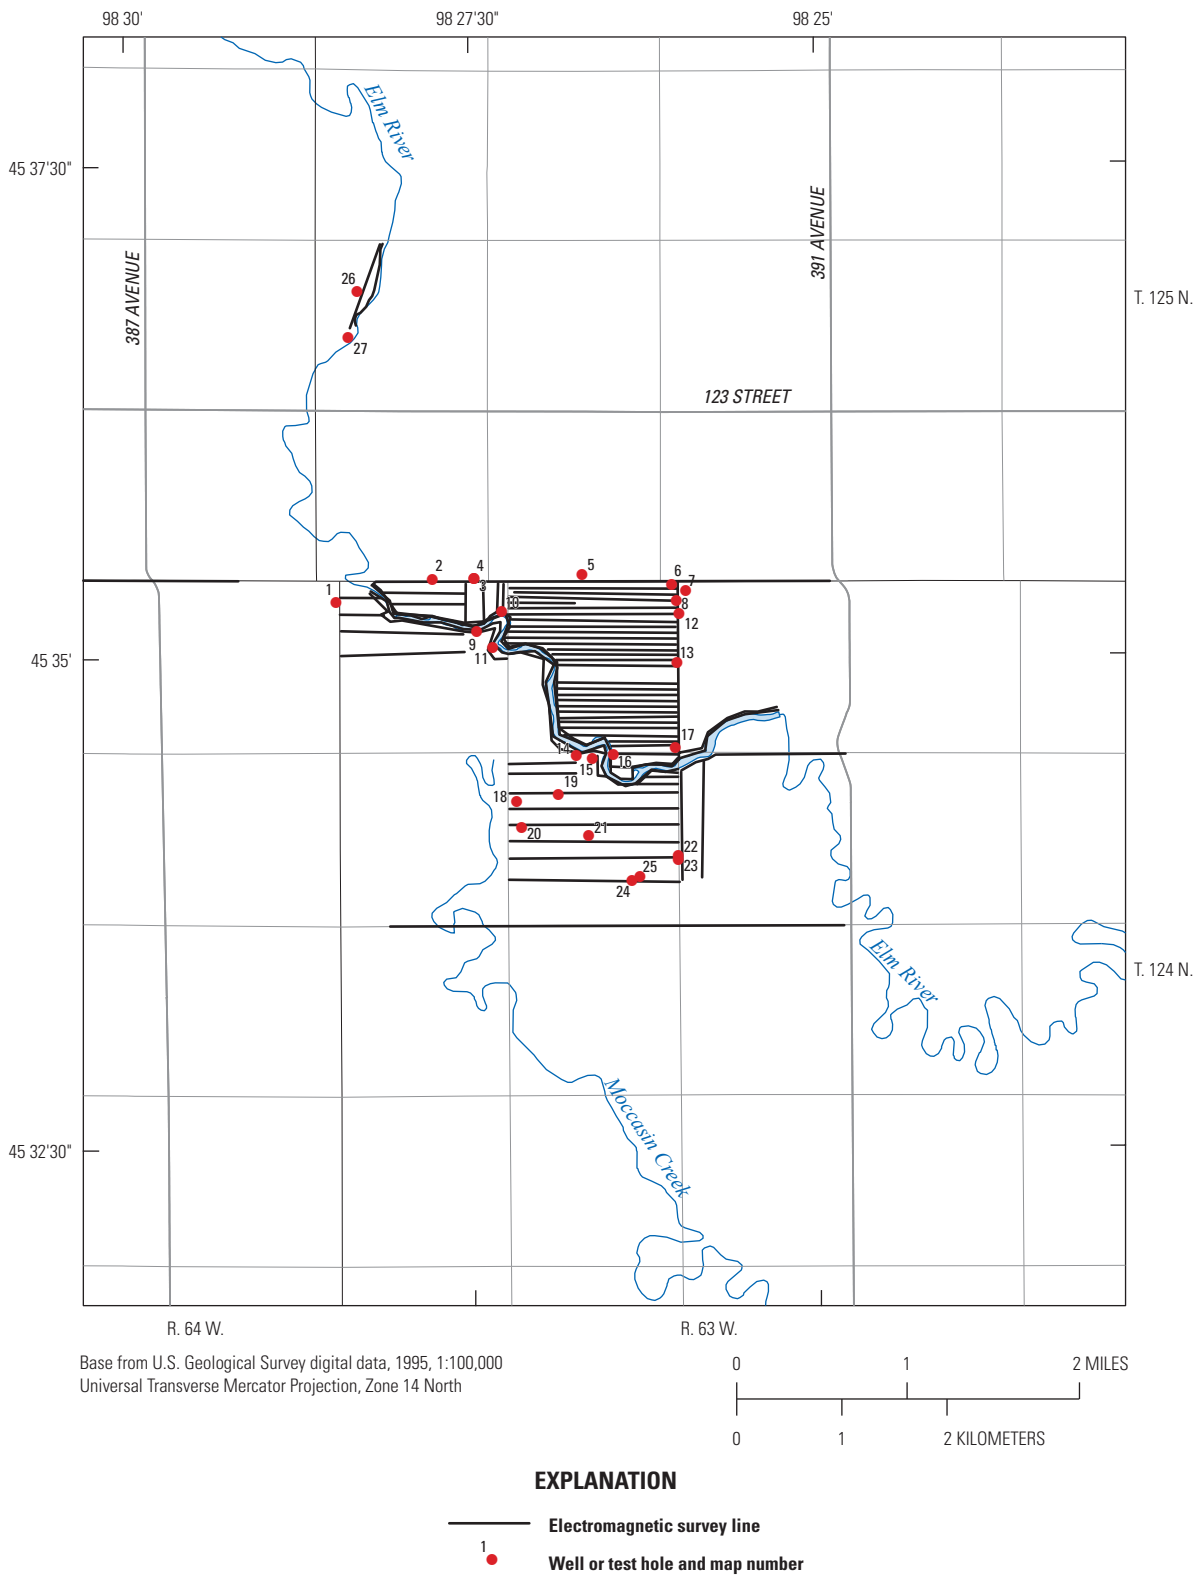 98 30'
98 27'30"
98 25'
Elm River
45 37'30"
391 AVENUE
387 AVENUE
26
T. 125 N.
27
123 STREET
2
4
5
6
7
1
3
10
8
12
9
11
13
45 35'
17
14
15
16
19
18
20
21
22
23
25
24
Elm River
T. 124 N.
Moccasin Creek
45 32'30"
R. 64 W.
R. 63 W.
Base from U.S. Geological Survey digital data, 1995, 1:100,000
Universal Transverse Mercator Projection, Zone 14 North
0 1 2 MILES
0 1 2 KILOMETERS
EXPLANATION
Electromagnetic survey line
1
Well or test hole and map number